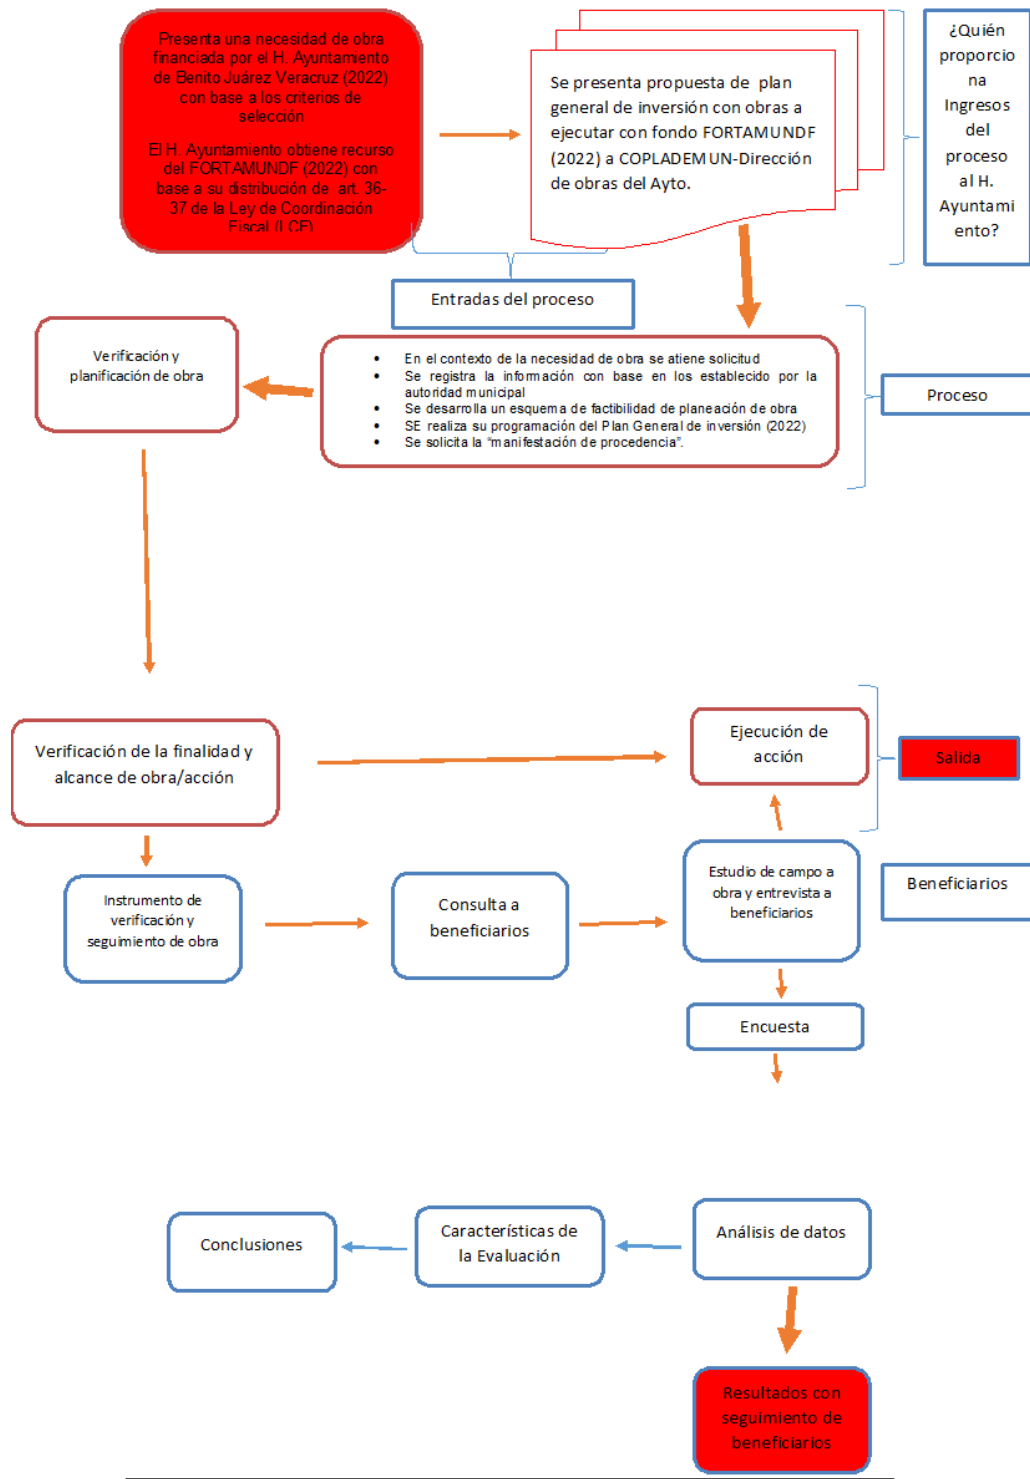 Presenta una necesidad de obra
financiada por el H. Ayuntamiento
de Benito Juárez Veracruz (2022)
con base a los criterios de
selección
El H. Ayuntamiento obtiene recurso
del FORTAMUNDF (2022) con
base a su distribución de art. 36-
37 de la Ley de Coordinación
Fiscal (LCF)
Se presenta propuesta de plan
general de inversión con obras a
ejecutar con fondo FORTAMUNDF
(2022) a COPLADEMUN-Dirección
de obras del Ayto.
¿Quién
proporcio
na
Ingresos
del
proceso
al H.
Ayuntami
ento?
Entradas del proceso
Verificación y
planificación de obra
• En el contexto de la necesidad de obra se atiene solicitud
• Se registra la información con base en los establecido por la
autoridad municipal
• Se desarrolla un esquema de factibilidad de planeación de obra
• SE realiza su programación del Plan General de inversión (2022)
• Se solicita la “manifestación de procedencia”.
Proceso
Verificación de la finalidad y
alcance de obra/acción
Ejecución de
acción
Salida
Instrumento de
verificación y
seguimiento de obra
Consulta a
beneficiarios
Estudio de campo a
obra y entrevista a
beneficiarios
Beneficiarios
Encuesta
Conclusiones
Características de
la Evaluación
Análisis de datos
Resultados con
seguimiento de
beneficiarios